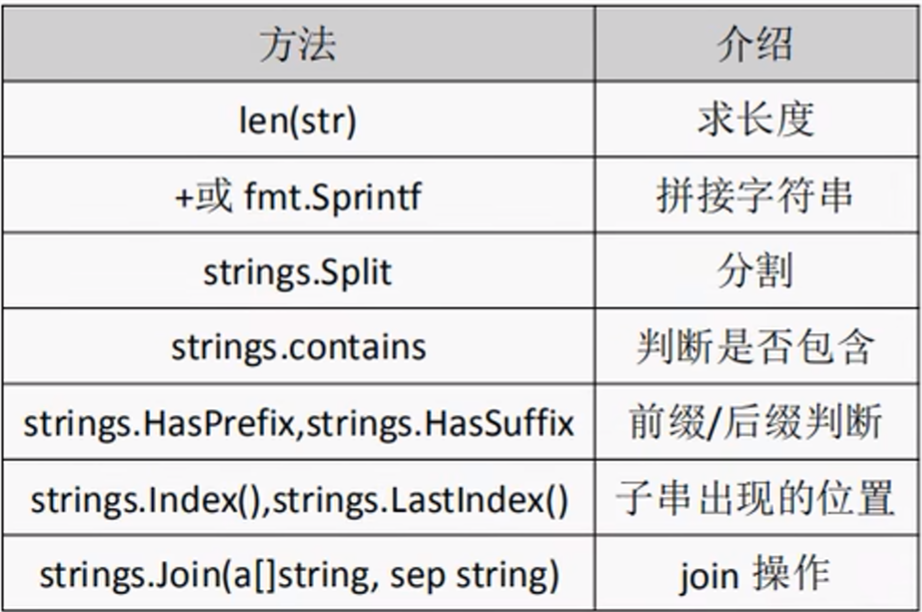 方法 介绍
len(str) 求长度
+或 fmt.Sprintf 拼接字符串
strings.Split 分割
strings.contains 判断是否包含
strings.HasPrefix,strings.HasSuffix 前缀/后缀判断
strings.Index(),strings.LastIndex() 子串出现的位置
strings.Join(a[]string, sep string) join 操作